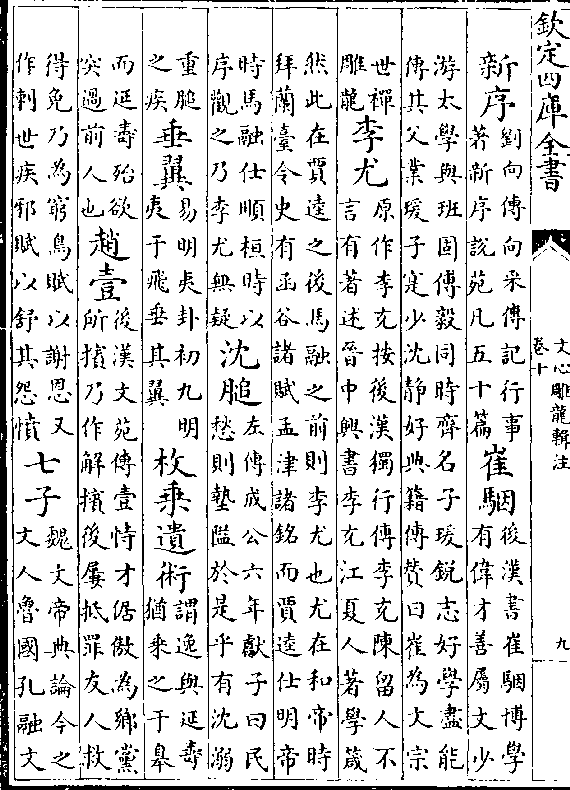 欽定四庫全書
文心雕龍輯注
卷十
九
新序
劉向傳向采傳記行事
著新序說苑凡五十篇
崔駰
後漢書崔駰博學
有偉才善屬文少
游太學與班固傅毅同時齊名子瑗銳志好學盡能
傳其父業瑗子寔少沈静好典籍傳贊曰崔為文宗
世禪
雕龍
李尤
原作李充按後漢獨行傳李充陳留人不
言有著述晉中興書李充江夏人著學箴
然此在賈逵之後馬融之前則李尤也尤在和帝時
拜蘭臺令史有函谷諸賦孟津諸銘而賈逵仕明帝
時馬融仕順桓時以
序觀之乃李尤無疑
沈膇
左傳成公六年獻子曰民
愁則墊隘於是乎有沈溺
重膇
之疾
垂翼
易明夷卦初九明
夷于飛垂其翼
枚乗遺術
謂逸與延壽
猶乘之于皋
而延壽殆欲
突過前人也
趙壹
後漢文苑傳壹恃才倨傲為鄉黨
所擯乃作解擯後屢抵罪友人救
得免乃為窮鳥賦以謝恩又
作刺世疾邪賦以舒其怨憤
七子
魏文帝典論今之
文人魯國孔融文